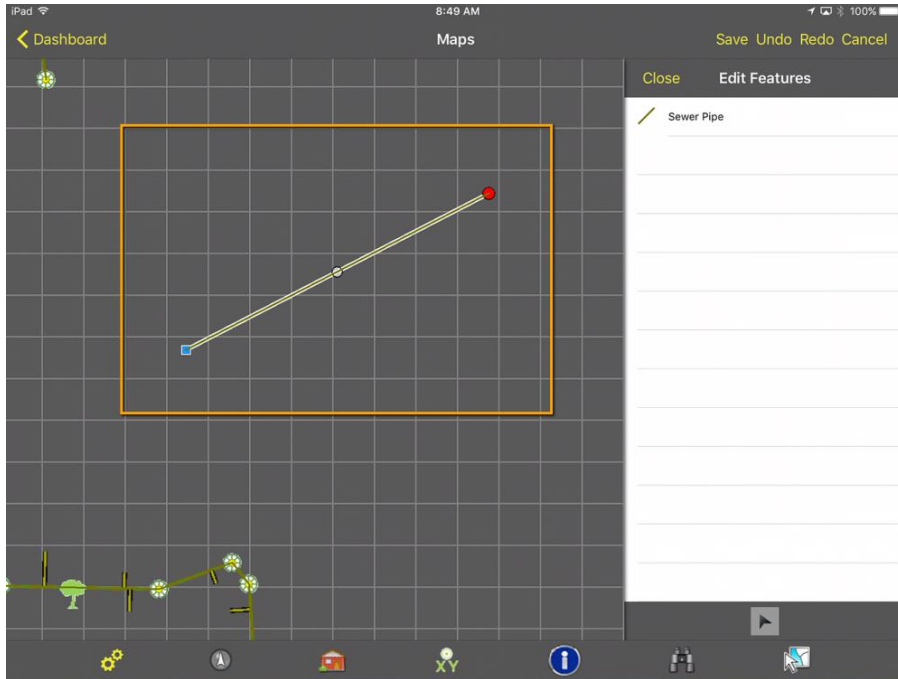 iPad 8:49 AM 100%
Dashboard Maps Save Undo Redo Cancel
Close Edit Features
Sewer Pipe
XY